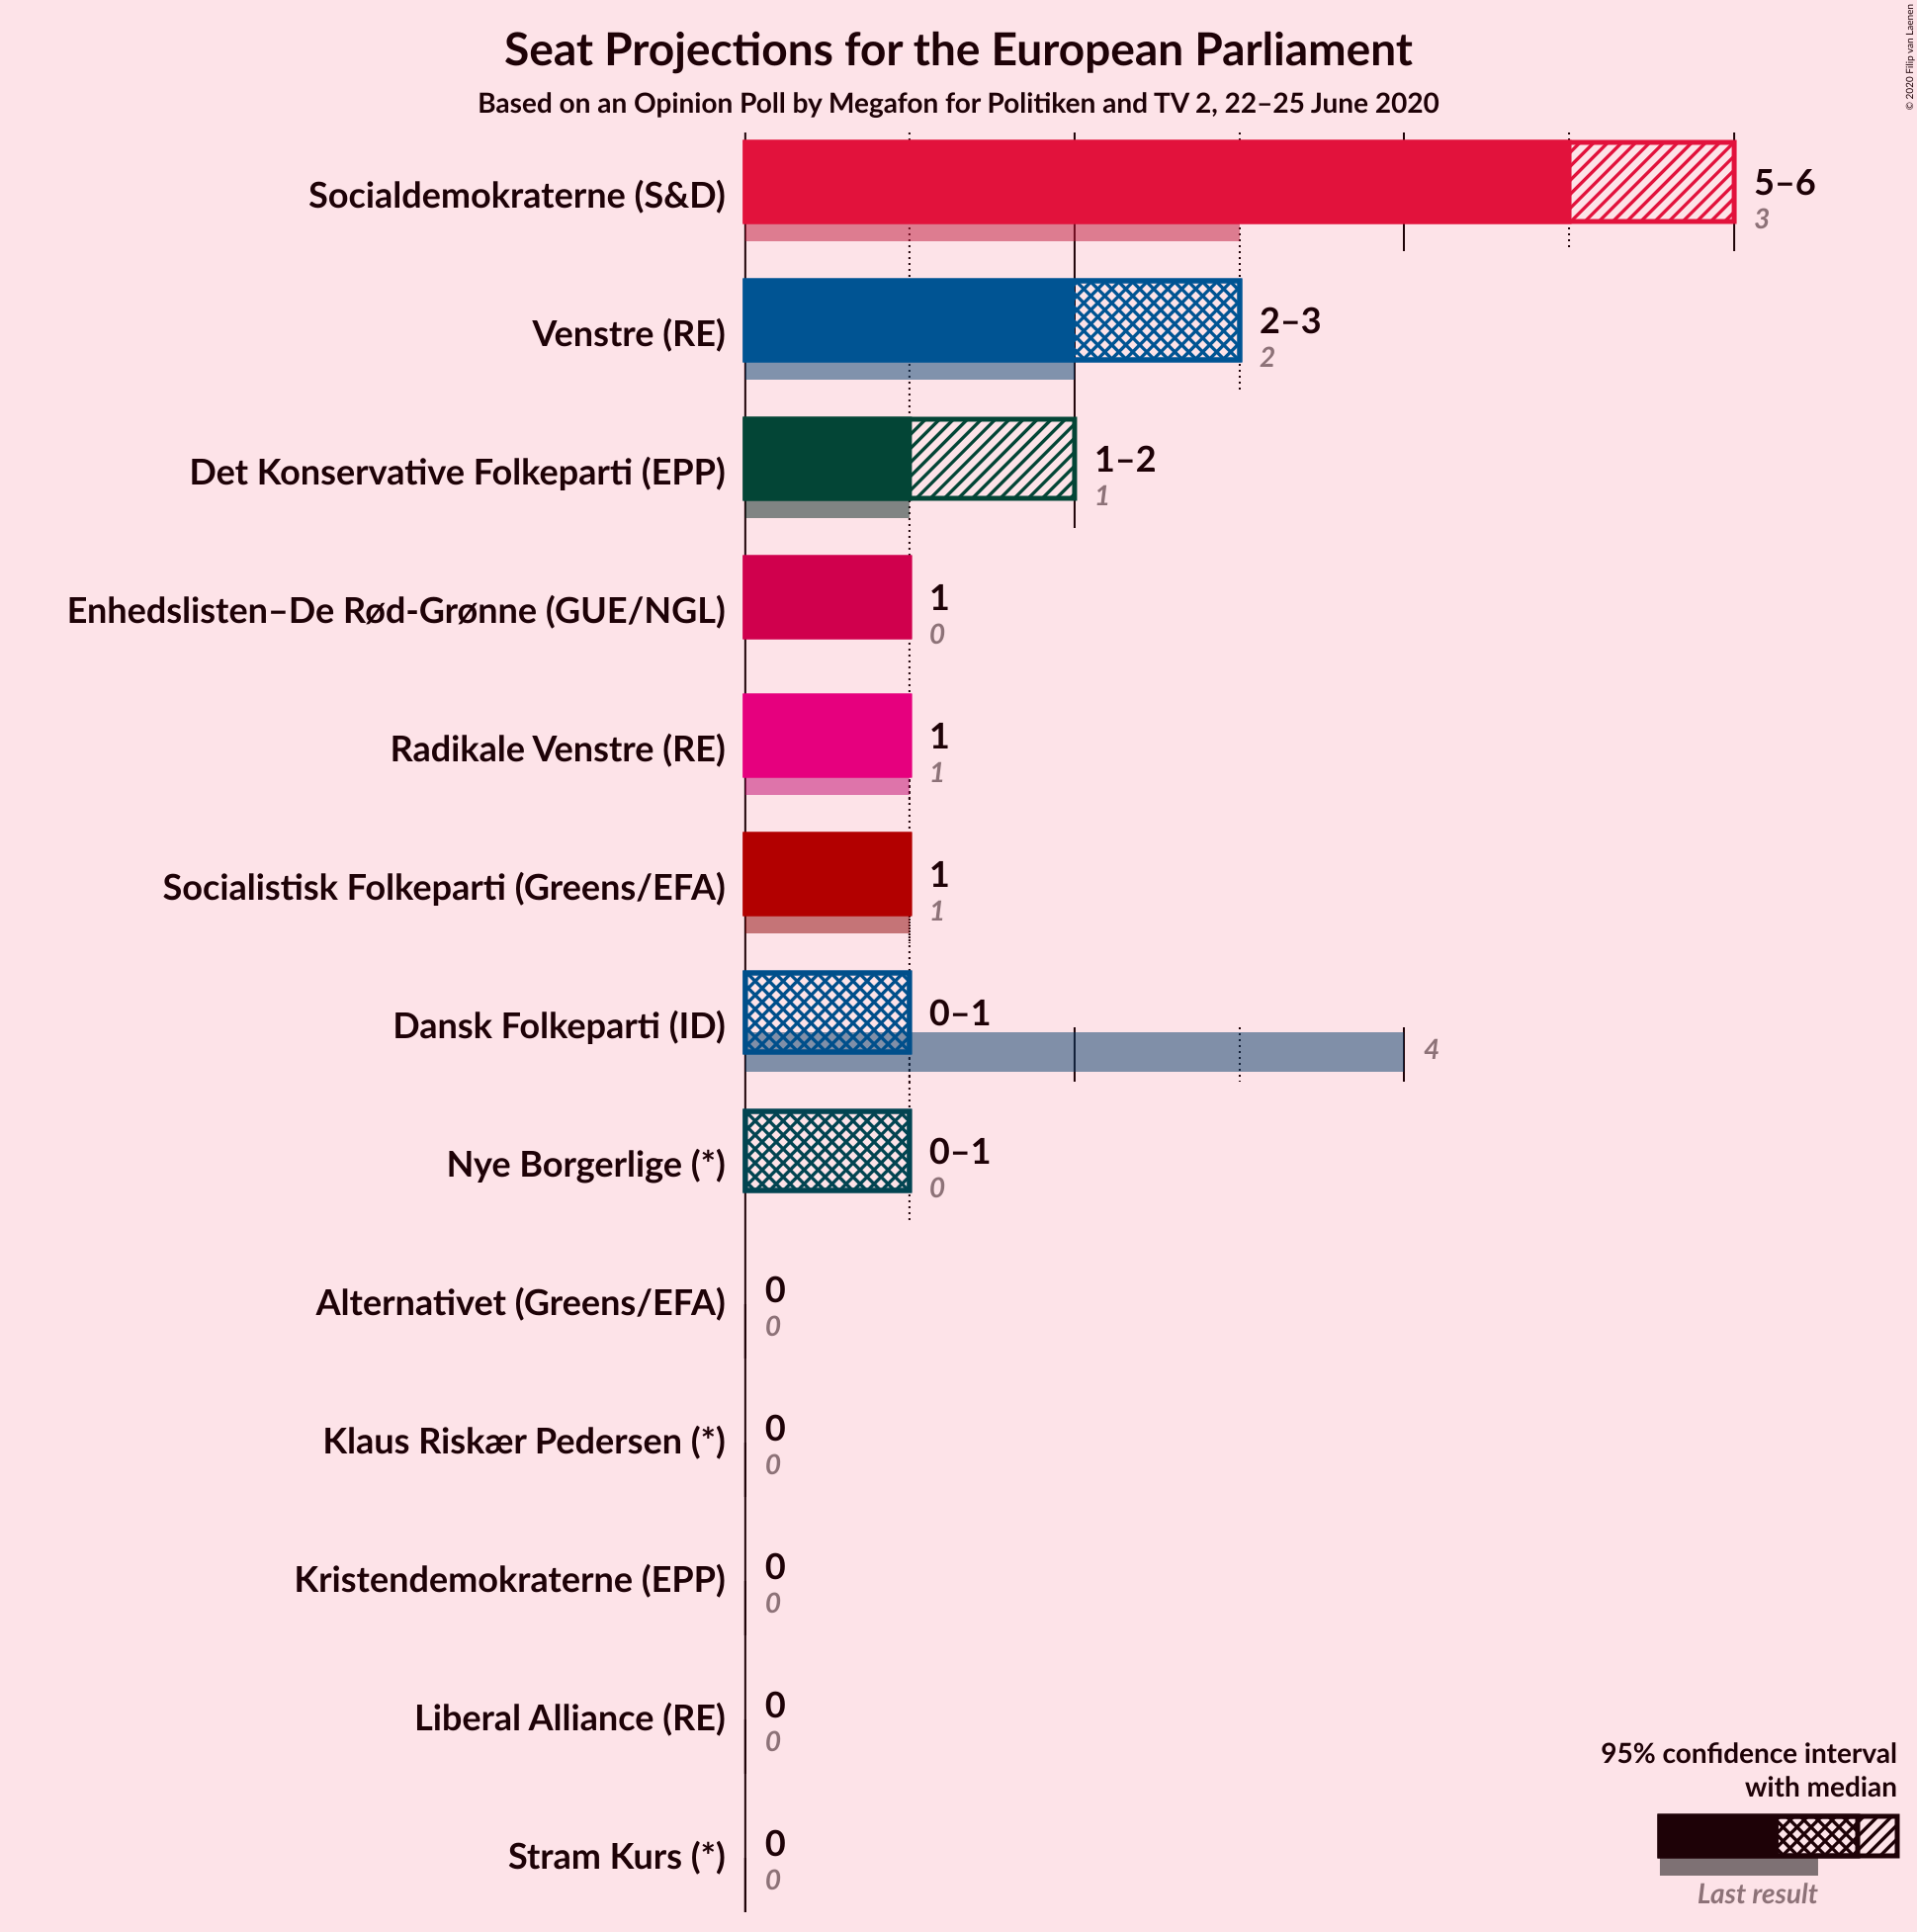 Seat Projections for the European Parliament
Based on an Opinion Poll by Megafon for Politiken and TV 2, 22–25 June 2020
© 2020 Filip van Laenen
Socialdemokraterne (S&D)
5–6
3
Venstre (RE)
2–3
2
Det Konservative Folkeparti (EPP)
1–2
1
Enhedslisten–De Rød-Grønne (GUE/NGL)
1
0
Radikale Venstre (RE)
1
1
Socialistisk Folkeparti (Greens/EFA)
1
1
Dansk Folkeparti (ID)
0–1
4
Nye Borgerlige (*)
0–1
0
Alternativet (Greens/EFA)
0
0
Klaus Riskær Pedersen (*)
0
0
Kristendemokraterne (EPP)
0
0
Liberal Alliance (RE)
0
0
Stram Kurs (*)
0
0
95% confidence interval
with median
Last result